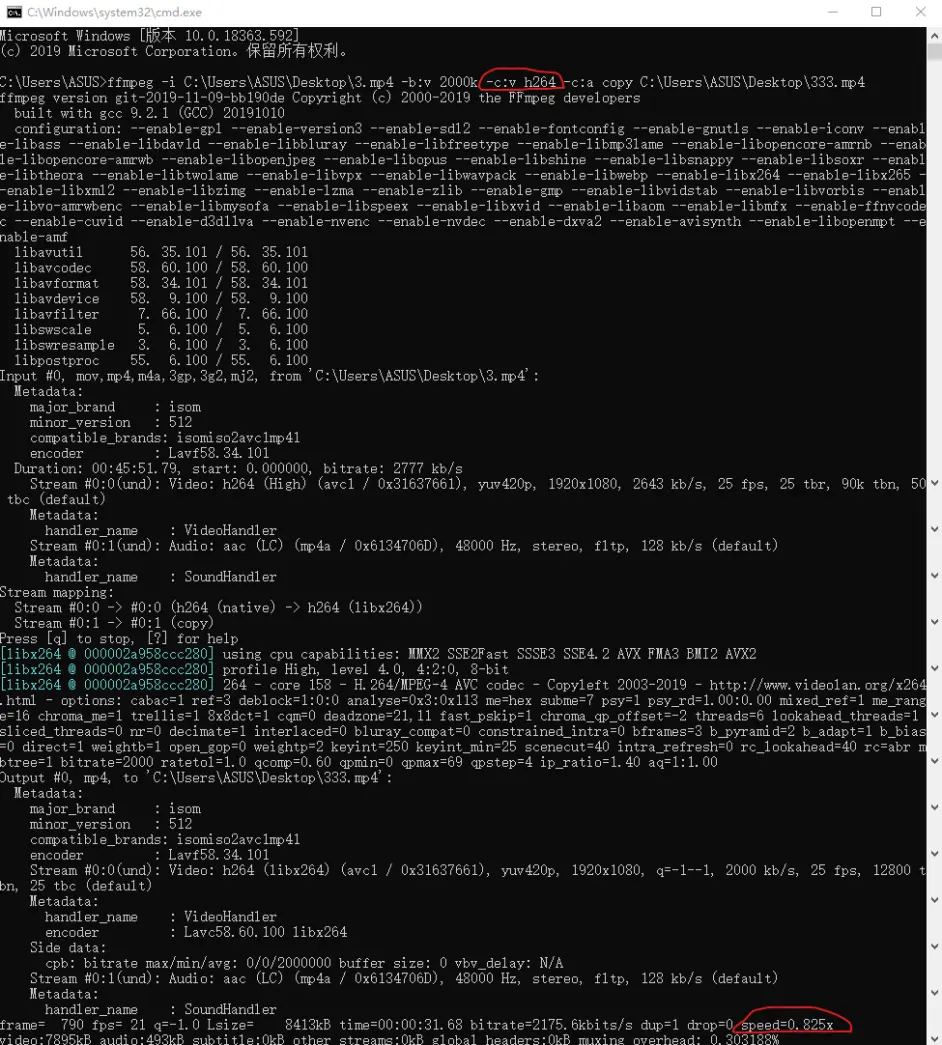 C:\Windows\system32\cmd.exe
Microsoft Windows [版本 10.0.18363.592]
(c) 2019 Microsoft Corporation。保留所有权利。
C:\Users\ASUS>ffmpeg -i C:\Users\ASUS\Desktop\3.mp4 -b:v 2000k -c:v h264 -c:a copy C:\Users\ASUS\Desktop\333.mp4
ffmpeg version git-2019-11-09-bb190de Copyright (c) 2000-2019 the FFmpeg developers
built with gcc 9.2.1 (GCC) 20191010
configuration: --enable-gpl --enable-version3 --enable-sdl2 --enable-fontconfig --enable-gnutls --enable-iconv --enabl
e-libass --enable-libdav1d --enable-libbluray --enable-libfreetype --enable-libmp3lame --enable-libopencore-amrnb --enab
le-libopencore-amrwb --enable-libopenjpeg --enable-libopus --enable-libshine --enable-libsnappy --enable-libsoxr --enabl
e-libtheora --enable-libtwolame --enable-libvpx --enable-libwavpack --enable-libwebp --enable-libx264 --enable-libx265 -
-enable-libxml2 --enable-libzimg --enable-lzma --enable-zlib --enable-gmp --enable-libvidstab --enable-libvorbis --enabl
e-libvo-amrwbenc --enable-libmysofa --enable-libspeex --enable-libxvid --enable-libaom --enable-libmfx --enable-ffnvcode
c --enable-cuvid --enable-d3d11va --enable-nvenc --enable-nvdec --enable-dxva2 --enable-avisynth --enable-libopenmpt --e
nable-amf
libavutil 56. 35.101 / 56. 35.101
libavcodec 58. 60.100 / 58. 60.100
libavformat 58. 34.101 / 58. 34.101
libavdevice 58. 9.100 / 58. 9.100
libavfilter 7. 66.100 / 7. 66.100
libswscale 5. 6.100 / 5. 6.100
libswresample 3. 6.100 / 3. 6.100
libpostproc 55. 6.100 / 55. 6.100
Input #0, mov,mp4,m4a,3gp,3g2,mj2, from 'C:\Users\ASUS\Desktop\3.mp4':
Metadata:
major_brand : isom
minor_version : 512
compatible_brands: isomiso2avc1mp41
encoder : Lavf58.34.101
Duration: 00:45:51.79, start: 0.000000, bitrate: 2777 kb/s
Stream #0:0(und): Video: h264 (High) (avc1 / 0x31637661), yuv420p, 1920x1080, 2643 kb/s, 25 fps, 25 tbr, 90k tbn, 50
tbc (default)
Metadata:
handler_name : VideoHandler
Stream #0:1(und): Audio: aac (LC) (mp4a / 0x6134706D), 48000 Hz, stereo, fltp, 128 kb/s (default)
Metadata:
handler_name : SoundHandler
Stream mapping:
Stream #0:0 -> #0:0 (h264 (native) -> h264 (libx264))
Stream #0:1 -> #0:1 (copy)
Press [q] to stop, [?] for help
[libx264 @ 000002a958ccc280] using cpu capabilities: MMX2 SSE2Fast SSSE3 SSE4.2 AVX FMA3 BMI2 AVX2
[libx264 @ 000002a958ccc280] profile High, level 4.0, 4:2:0, 8-bit
[libx264 @ 000002a958ccc280] 264 - core 158 - H.264/MPEG-4 AVC codec - Copyleft 2003-2019 - http://www.videolan.org/x264
.html - options: cabac=1 ref=3 deblock=1:0:0 analyse=0x3:0x113 me=hex subme=7 psy=1 psy_rd=1.00:0.00 mixed_ref=1 me_rang
e=16 chroma_me=1 trellis=1 8x8dct=1 cqm=0 deadzone=21,11 fast_pskip=1 chroma_qp_offset=-2 threads=6 lookahead_threads=1
sliced_threads=0 nr=0 decimate=1 interlaced=0 bluray_compat=0 constrained_intra=0 bframes=3 b_pyramid=2 b_adapt=1 b_bias
=0 direct=1 weightb=1 open_gop=0 weightp=2 keyint=250 keyint_min=25 scenecut=40 intra_refresh=0 rc_lookahead=40 rc=abr m
btree=1 bitrate=2000 ratetol=1.0 qcomp=0.60 qpmin=0 qpmax=69 qpstep=4 ip_ratio=1.40 aq=1:1.00
Output #0, mp4, to 'C:\Users\ASUS\Desktop\333.mp4':
Metadata:
major_brand : isom
minor_version : 512
compatible_brands: isomiso2avc1mp41
encoder : Lavf58.34.101
Stream #0:0(und): Video: h264 (libx264) (avc1 / 0x31637661), yuv420p, 1920x1080, q=-1--1, 2000 kb/s, 25 fps, 12800 t
bn, 25 tbc (default)
Metadata:
handler_name : VideoHandler
encoder : Lavc58.60.100 libx264
Side data:
cpb: bitrate max/min/avg: 0/0/2000000 buffer size: 0 vbv_delay: N/A
Stream #0:1(und): Audio: aac (LC) (mp4a / 0x6134706D), 48000 Hz, stereo, fltp, 128 kb/s (default)
Metadata:
handler_name : SoundHandler
frame= 790 fps= 21 q=-1.0 Lsize= 8413kB time=00:00:31.68 bitrate=2175.6kbits/s dup=1 drop=0 speed=0.825x
video:7895kB audio:493kB subtitle:0kB other streams:0kB global headers:0kB muxing overhead: 0.303188%